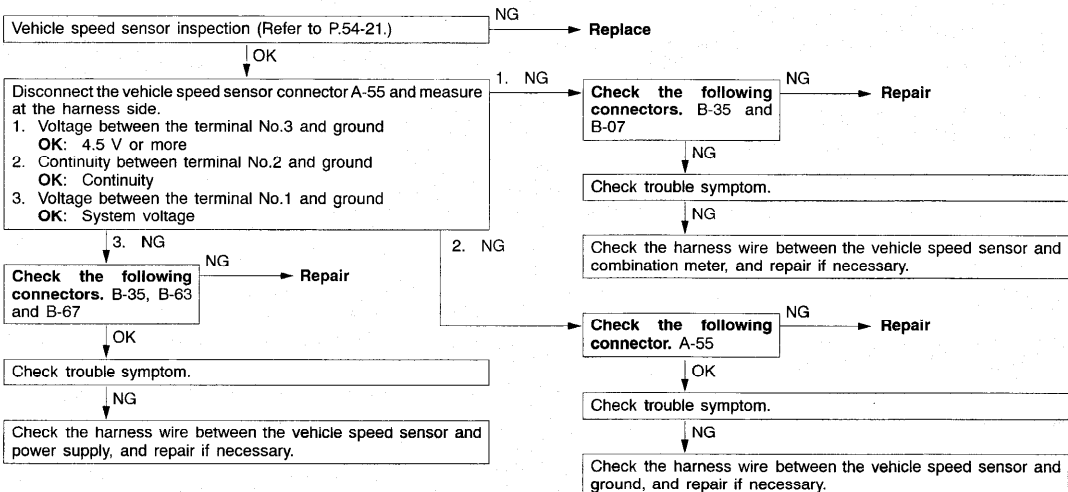 Vehicle speed sensor inspection (Refer to P.54-21.)
NG
Replace
OK
Disconnect the vehicle speed sensor connector A-55 and measure
at the harness side.
1. Voltage between the terminal No.3 and ground
OK: 4.5 V or more
2. Continuity between terminal No.2 and ground
OK: Continuity
3. Voltage between the terminal No.1 and ground
OK: System voltage
1. NG
Check the following
connectors. B-35 and
B-07
NG
Repair
NG
Check trouble symptom.
NG
Check the harness wire between the vehicle speed sensor and
combination meter, and repair if necessary.
3. NG
Check the following
connectors. B-35, B-63
and B-67
NG
Repair
OK
Check trouble symptom.
NG
Check the harness wire between the vehicle speed sensor and
power supply, and repair if necessary.
2. NG
Check the following
connector. A-55
NG
Repair
OK
Check trouble symptom.
NG
Check the harness wire between the vehicle speed sensor and
ground, and repair if necessary.